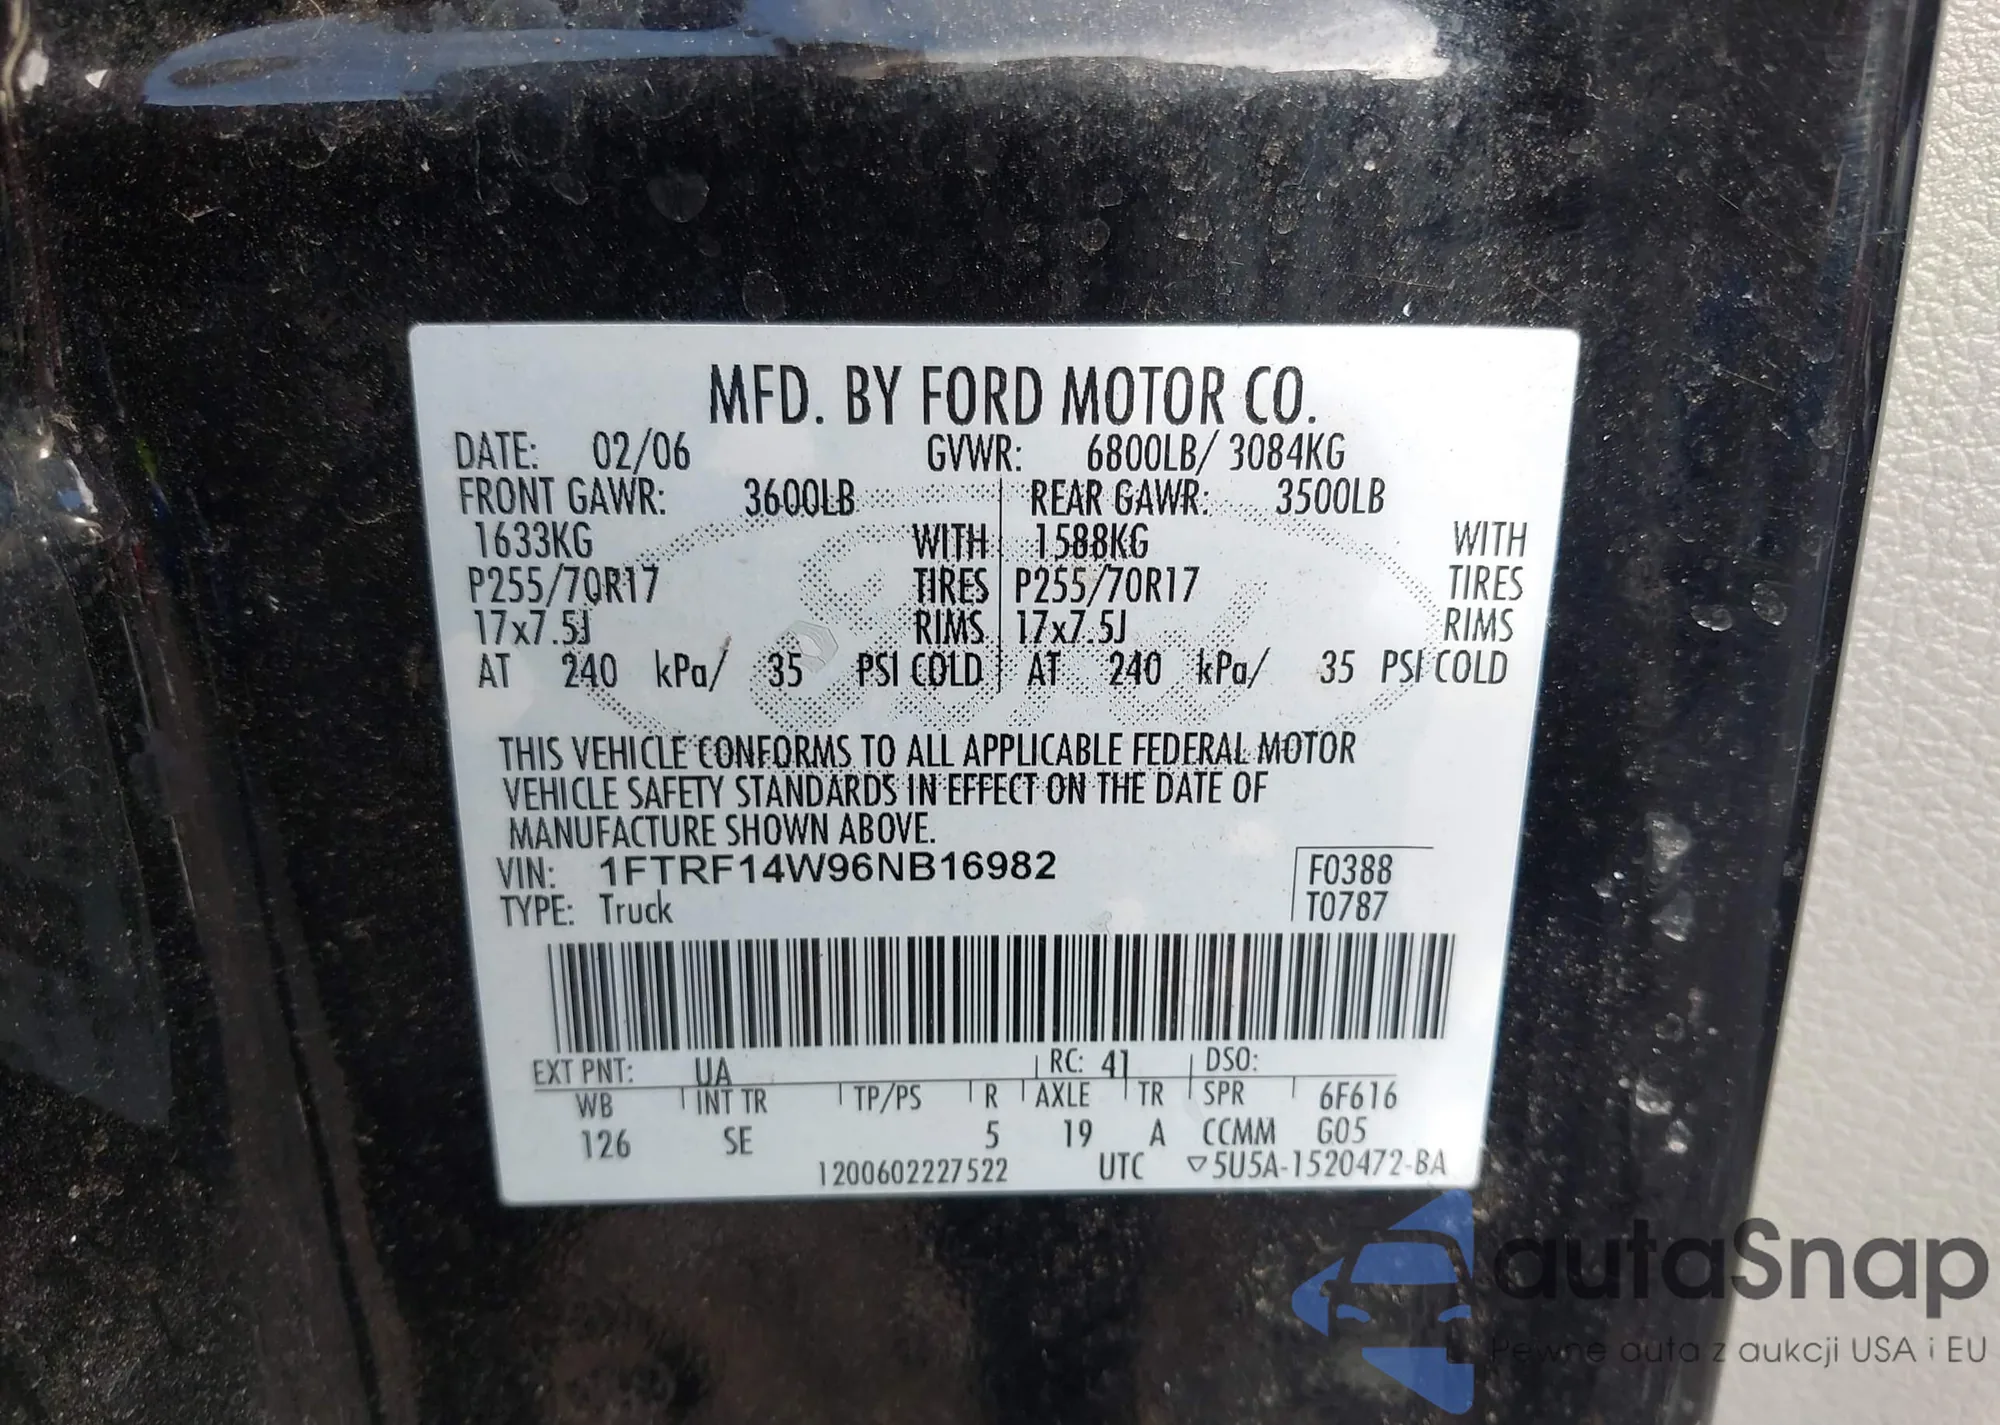 MFD. BY FORD MOTOR CO.
DATE: 02/06 GVWR: 6800LB/ 3084KG
FRONT GAWR: 3600LB REAR GAWR: 3500LB
1633KG WITH 1588KG WITH
P255/70R17 TIRES P255/70R17 TIRES
17x7.5J RIMS 17x7.5J RIMS
AT 240 kPa/ 35 PSI COLD AT 240 kPa/ 35 PSI COLD
THIS VEHICLE CONFORMS TO ALL APPLICABLE FEDERAL MOTOR
VEHICLE SAFETY STANDARDS IN EFFECT ON THE DATE OF
MANUFACTURE SHOWN ABOVE.
VIN: 1FTRF14W96NB16982 F0388
TYPE: Truck T0787
EXT PNT: UA RC: 41 DSO:
WB INT TR TP/PS R AXLE TR SPR 6F616
126 SE 5 19 A CCMM G05
1200602227522 UTC ▽5U5A-1520472-BA
autaSnap
Pewne auta z aukcji USA i EU